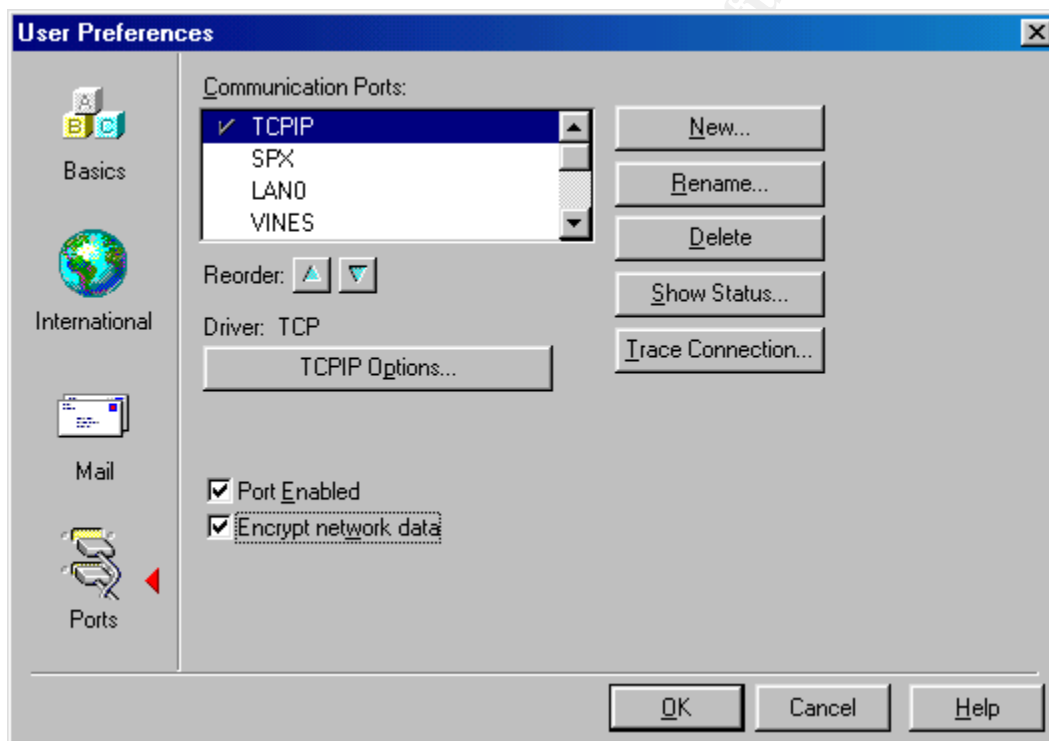 User Preferences
Basics
International
Mail
Ports
Communication Ports:
TCPIP
SPX
LAN0
VINES
Reorder:
Driver: TCP
TCPIP Options...
Port Enabled
Encrypt network data
New...
Rename...
Delete
Show Status...
Trace Connection...
OK
Cancel
Help